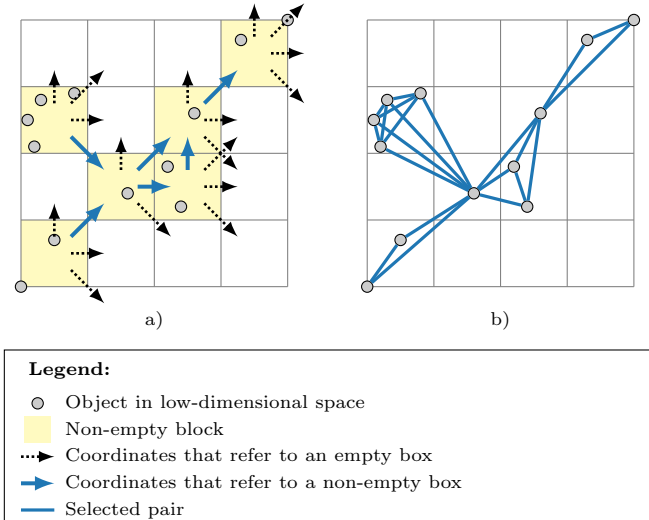 a)
b)
Legend:
Object in low-dimensional space
Non-empty block
Coordinates that refer to an empty box
Coordinates that refer to a non-empty box
Selected pair